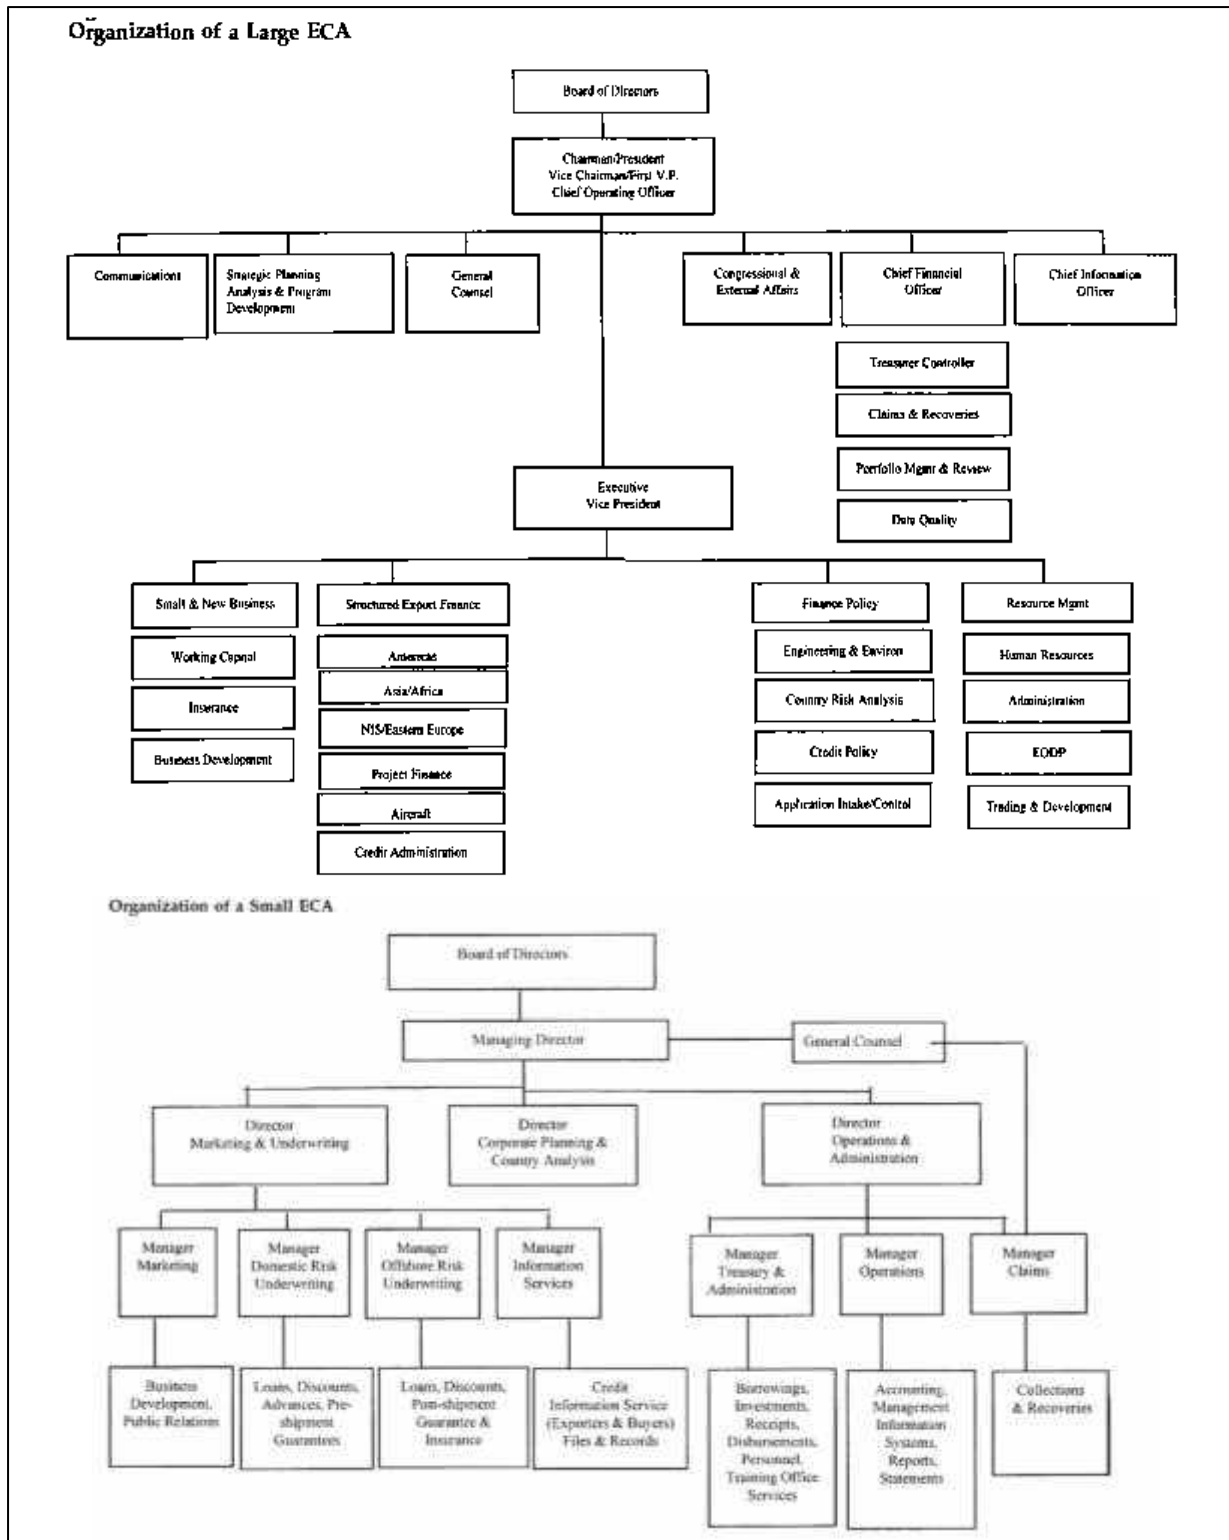 Organization of a Large ECA
Board of Directors
Chairman/President
Vice Chairman/First V.P.
Chief Operating Officer
Communications
Strategic Planning
Analysis & Program
Development
General
Counsel
Congressional &
External Affairs
Chief Financial
Officer
Chief Information
Officer
Treasurer Controller
Claims & Recoveries
Portfolio Mgmt & Review
Data Quality
Executive
Vice President
Small & New Business
Working Capital
Insurance
Business Development
Structured Export Finance
Americas
Asia/Africa
NIS/Eastern Europe
Project Finance
Aircraft
Credit Administration
Finance Policy
Engineering & Environ
Country Risk Analysis
Credit Policy
Application Intake/Control
Resource Mgmt
Human Resources
Administration
EODP
Trading & Development
Organization of a Small ECA
Board of Directors
Managing Director
General Counsel
Director
Marketing & Underwriting
Director
Corporate Planning &
Country Analysis
Director
Operations &
Administration
Manager
Marketing
Manager
Domestic Risk
Underwriting
Manager
Offshore Risk
Underwriting
Manager
Information
Services
Manager
Treasury &
Administration
Manager
Operations
Manager
Claims
Business
Development,
Public Relations
Loans, Discounts,
Advances, Pre-
shipment
Guarantees
Loans, Discounts,
Post-shipment
Guarantee &
Insurance
Credit
Information Service
(Exporters & Buyers)
Files & Records
Borrowings,
Investments,
Receipts,
Disbursements,
Personnel,
Training Office
Services
Accounting,
Management
Information
Systems,
Reports,
Statements
Collections
& Recoveries